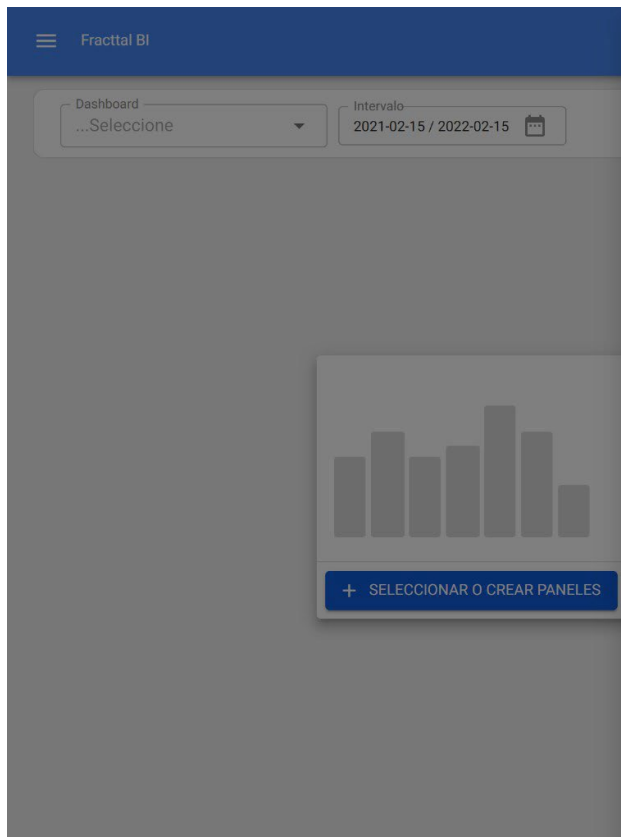 Fracttal BI
Dashboard
...Seleccione
Intervalo
2021-02-15 / 2022-02-15
+ SELECCIONAR O CREAR PANELES